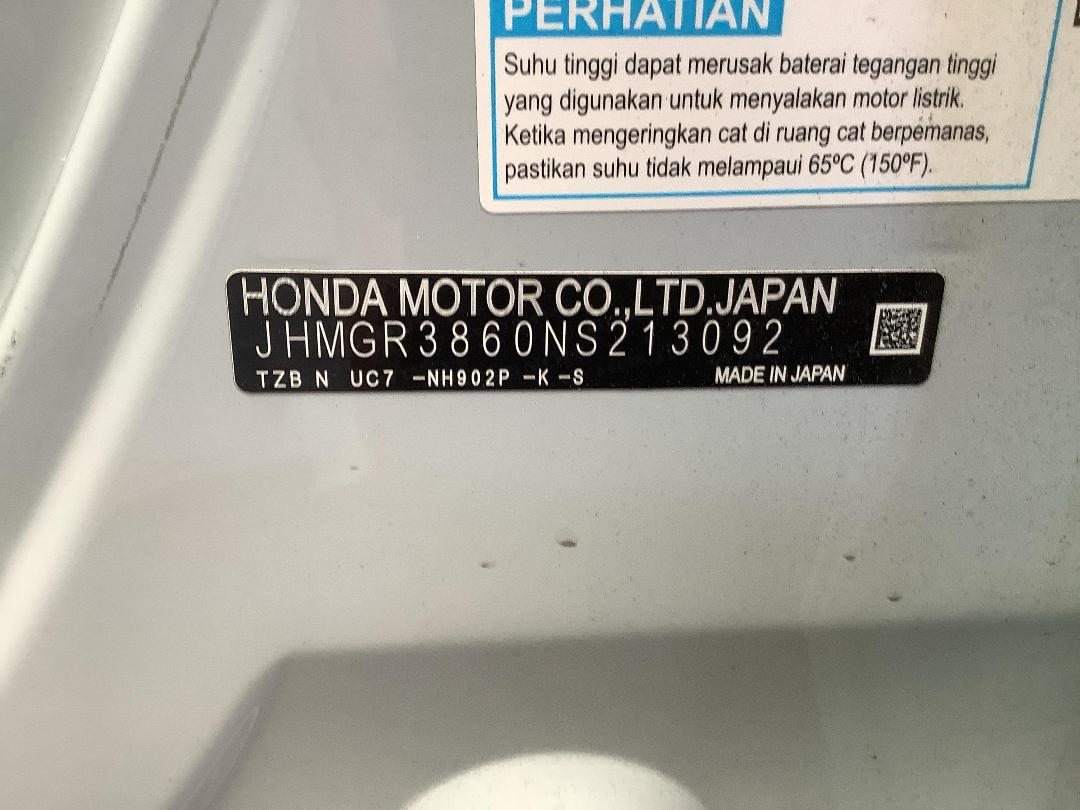 PERHATIAN
Suhu tinggi dapat merusak baterai tegangan tinggi
yang digunakan untuk menyalakan motor listrik.
Ketika mengeringkan cat di ruang cat berpemanas,
pastikan suhu tidak melampaui 65ºC (150ºF).
HONDA MOTOR CO.,LTD.JAPAN
JHMGR3860NS213092
TZB N UC7 -NH902P -K -S MADE IN JAPAN